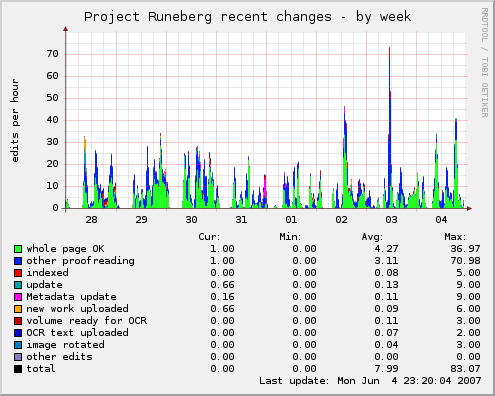 Project Runeberg recent changes - by week
RRDTOOL / TOBI OETIKER
edits per hour
70
60
50
40
30
20
10
0
28 29 30 31 01 02 03 04
Cur: Min: Avg: Max:
whole page OK 1.00 0.00 4.27 36.97
other proofreading 1.00 0.00 3.11 70.98
indexed 0.00 0.00 0.08 5.00
update 0.66 0.00 0.13 9.00
Metadata update 0.16 0.00 0.11 9.00
new work uploaded 0.66 0.00 0.09 6.00
volume ready for OCR 0.00 0.00 0.11 3.00
OCR text uploaded 0.00 0.00 0.07 2.00
image rotated 0.00 0.00 0.04 3.00
other edits 0.00 0.00 0.00 0.00
total 0.00 0.00 7.99 83.07
Last update: Mon Jun 4 23:20:04 2007